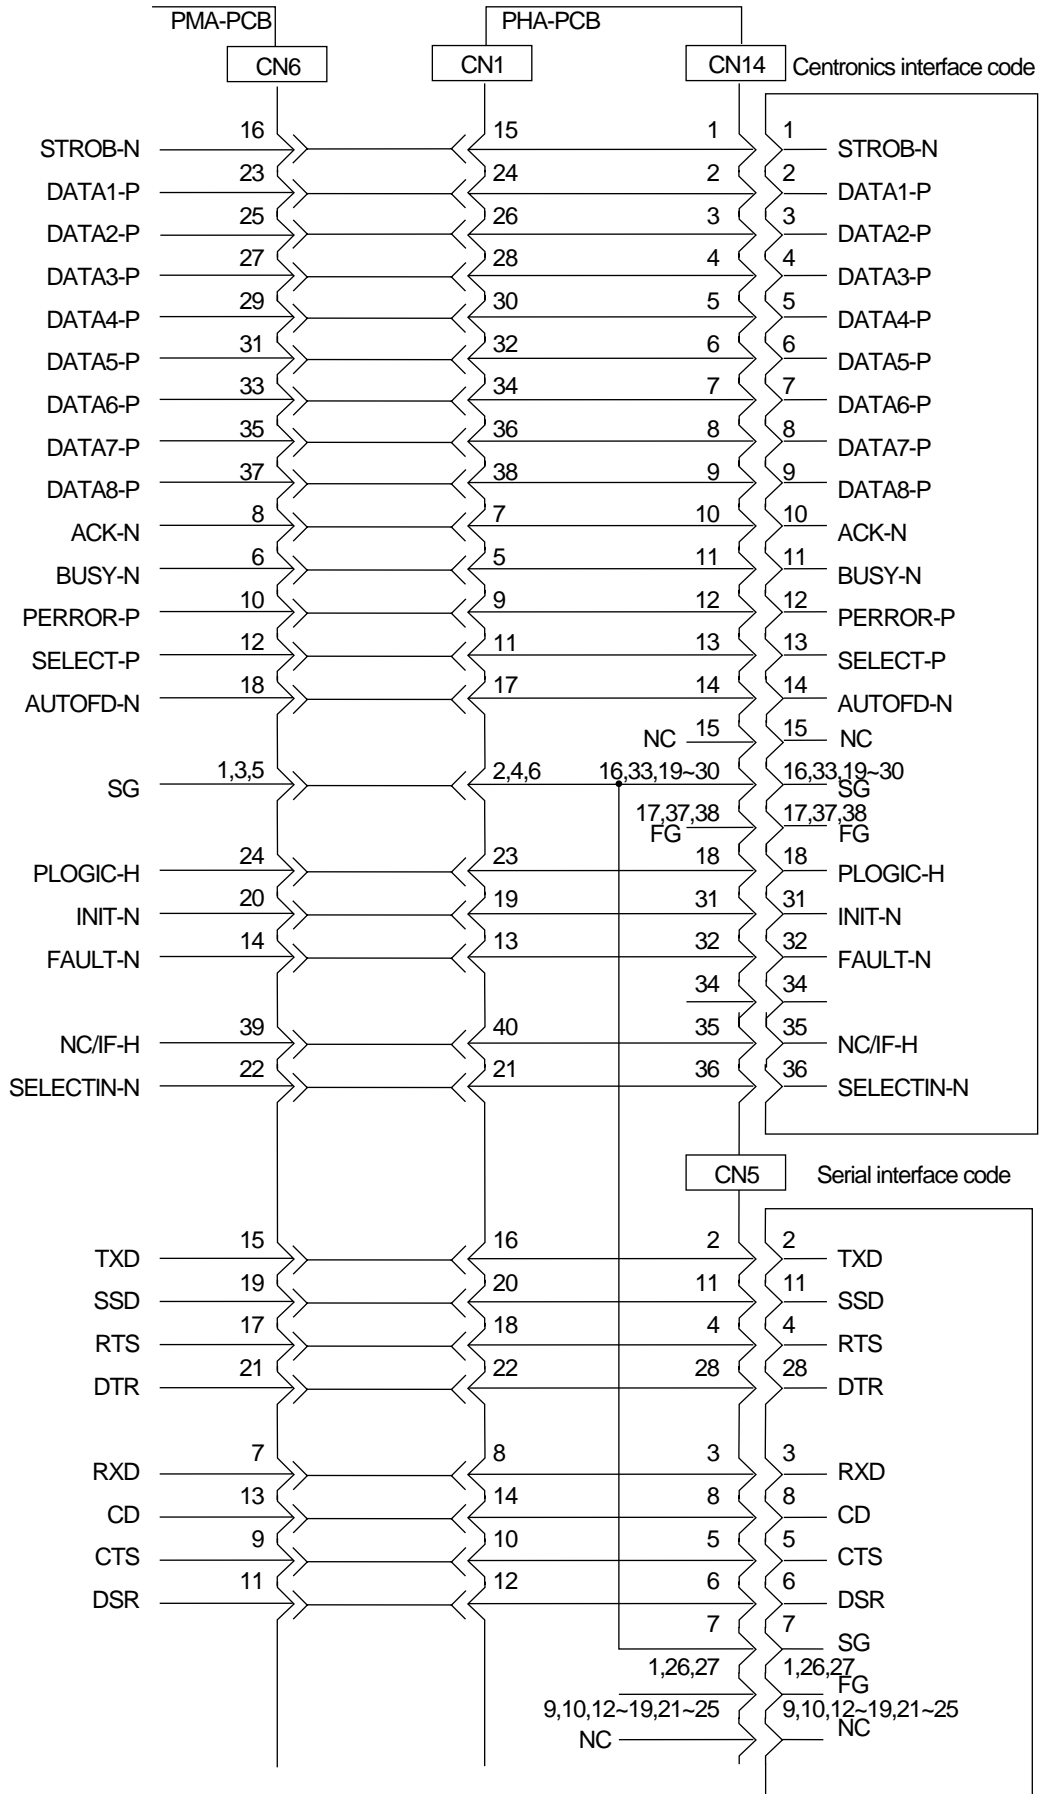 PMA-PCB PHA-PCB
CN6 CN1 CN14 Centronics interface code
STROB-N 16 15 1 1 STROB-N
DATA1-P 23 24 2 2 DATA1-P
DATA2-P 25 26 3 3 DATA2-P
DATA3-P 27 28 4 4 DATA3-P
DATA4-P 29 30 5 5 DATA4-P
DATA5-P 31 32 6 6 DATA5-P
DATA6-P 33 34 7 7 DATA6-P
DATA7-P 35 36 8 8 DATA7-P
DATA8-P 37 38 9 9 DATA8-P
ACK-N 8 7 10 10 ACK-N
BUSY-N 6 5 11 11 BUSY-N
PERROR-P 10 9 12 12 PERROR-P
SELECT-P 12 11 13 13 SELECT-P
AUTOFD-N 18 17 14 14 AUTOFD-N
NC 15 15 NC
SG 1,3,5 2,4,6 16,33,19~30 16,33,19~30 SG
17,37,38 FG 17,37,38 FG
PLOGIC-H 24 23 18 18 PLOGIC-H
INIT-N 20 19 31 31 INIT-N
FAULT-N 14 13 32 32 FAULT-N
34 34
NC/IF-H 39 40 35 35 NC/IF-H
SELECTIN-N 22 21 36 36 SELECTIN-N
CN5 Serial interface code
TXD 15 16 2 2 TXD
SSD 19 20 11 11 SSD
RTS 17 18 4 4 RTS
DTR 21 22 28 28 DTR
RXD 7 8 3 3 RXD
CD 13 14 8 8 CD
CTS 9 10 5 5 CTS
DSR 11 12 6 6 DSR
7 7 SG
1,26,27 1,26,27 FG
9,10,12~19,21~25 9,10,12~19,21~25
NC NC